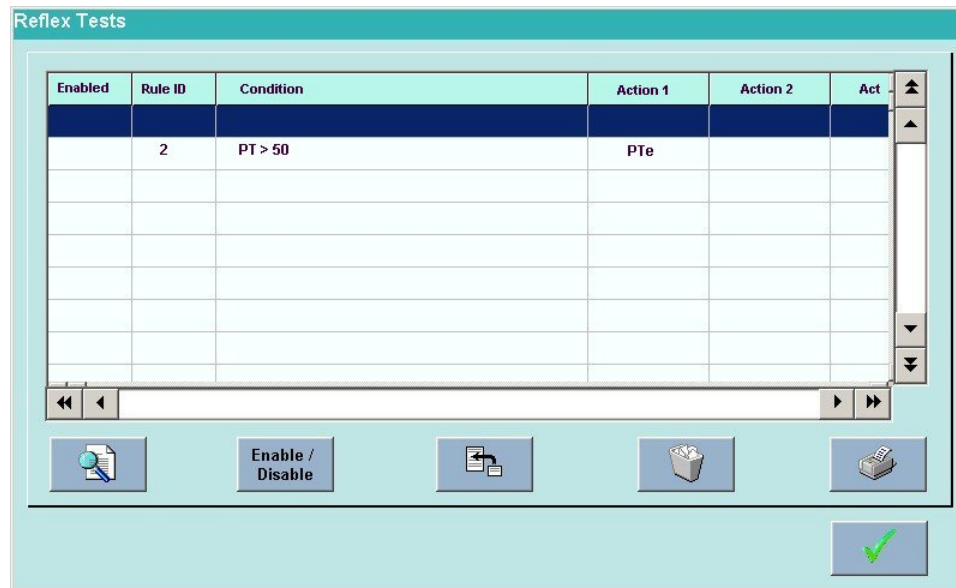 Reflex Tests
Enabled Rule ID Condition Action 1 Action 2 Act
2 PT > 50 PTe
Enable /
Disable